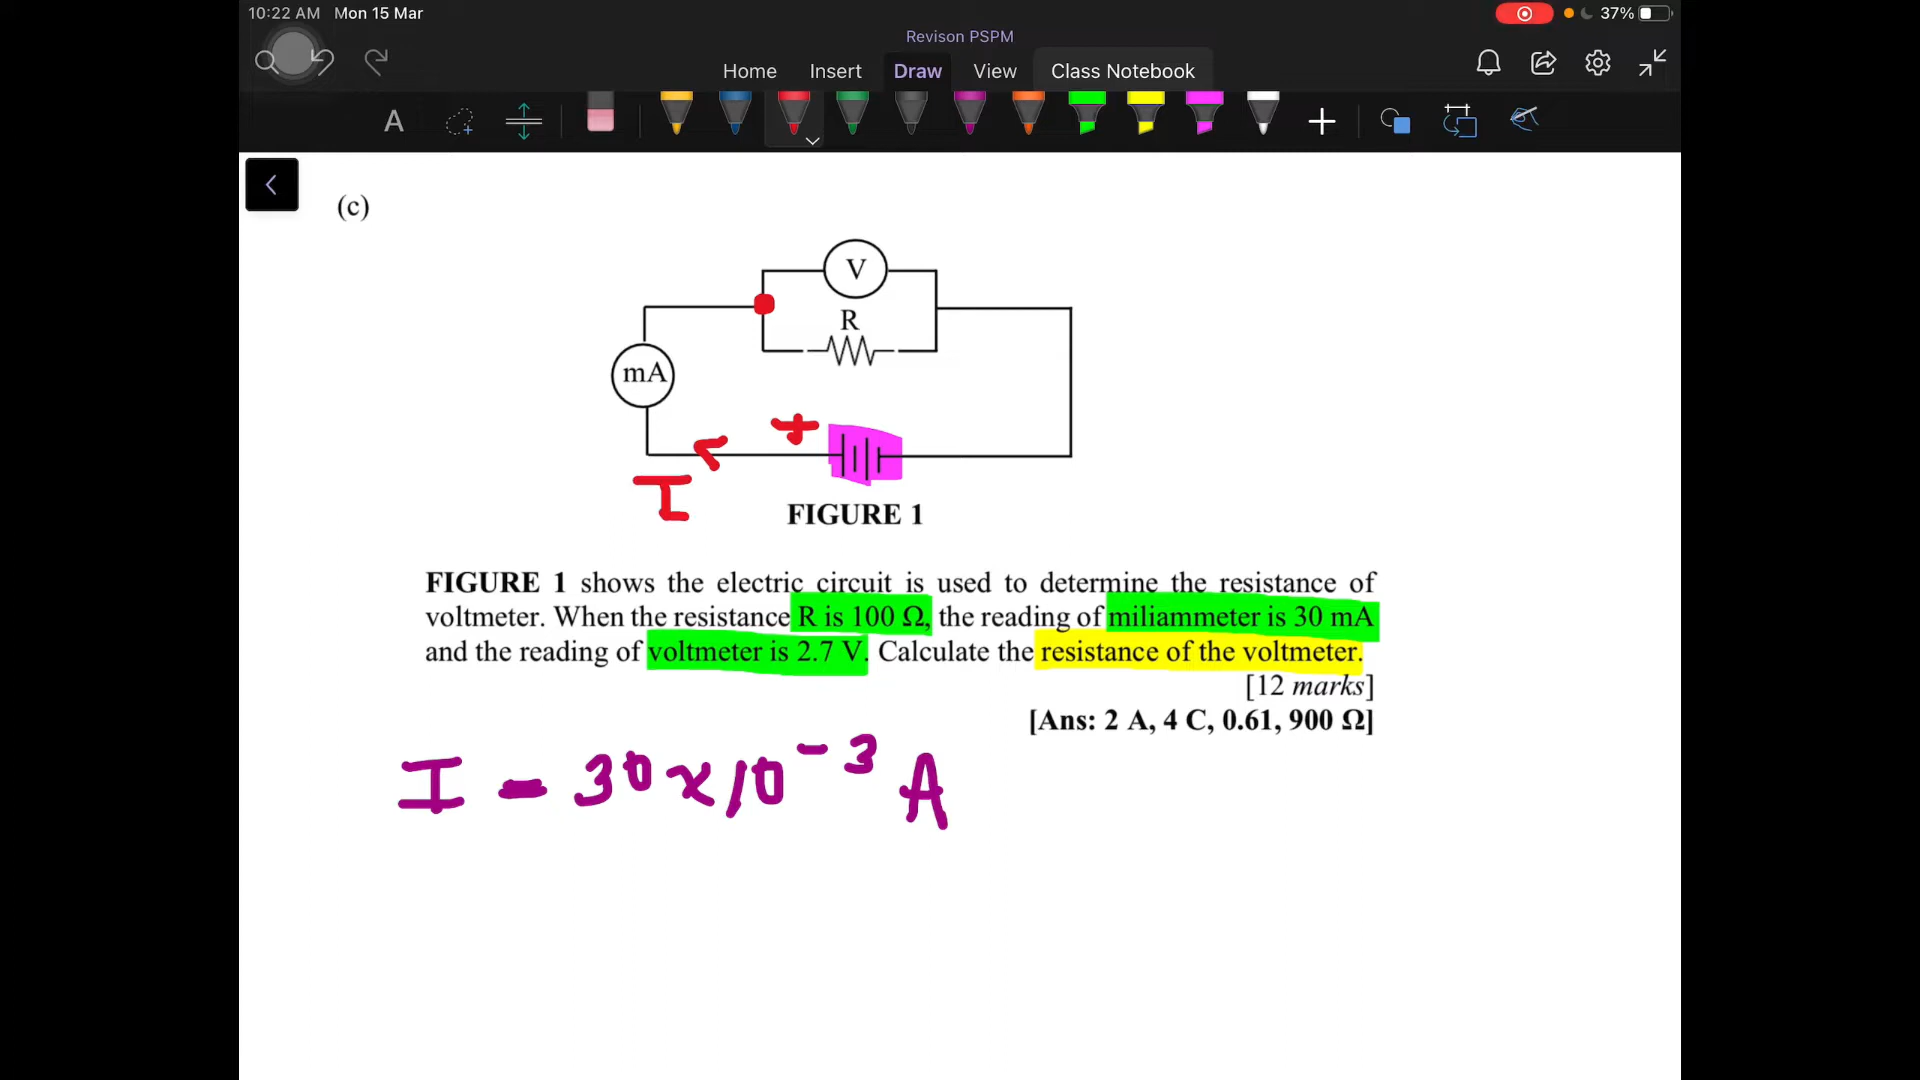 10:22 AM Mon 15 Mar
37%
Revison PSPM
Home Insert Draw View Class Notebook
A
(c)
V
R
mA
+
I
FIGURE 1
FIGURE 1 shows the electric circuit is used to determine the resistance of
voltmeter. When the resistance R is 100 Ω, the reading of miliammeter is 30 mA
and the reading of voltmeter is 2.7 V. Calculate the resistance of the voltmeter.
[12 marks]
[Ans: 2 A, 4 C, 0.61, 900 Ω]
I = 30 x 10⁻³ A